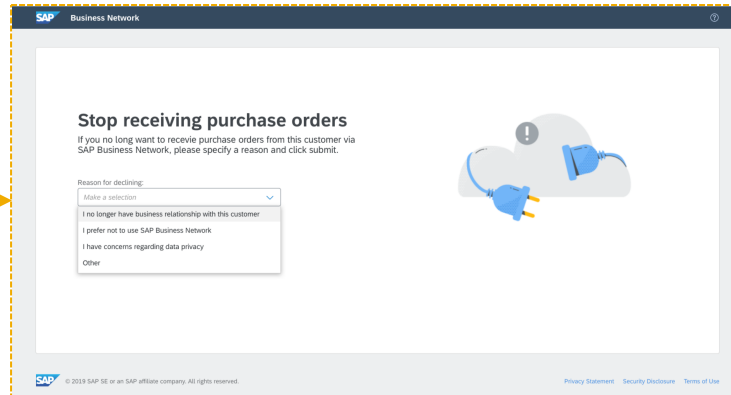 SAP Business Network
Stop receiving purchase orders
If you no long want to recevie purchase orders from this customer via
SAP Business Network, please specify a reason and click submit.
Reason for declining:
Make a selection
I no longer have business relationship with this customer
I prefer not to use SAP Business Network
I have concerns regarding data privacy
Other
SAP © 2019 SAP SE or an SAP affiliate company. All rights reserved. Privacy Statement Security Disclosure Terms of Use